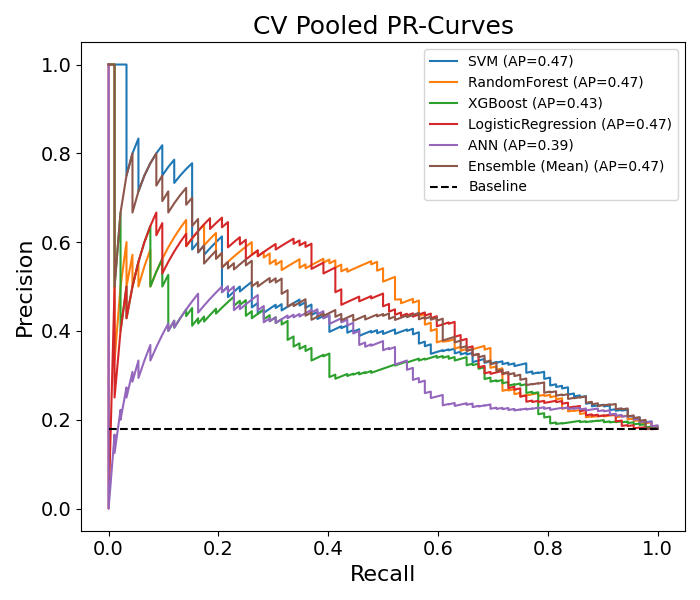 CV Pooled PR-Curves
SVM (AP=0.47)
RandomForest (AP=0.47)
XGBoost (AP=0.43)
LogisticRegression (AP=0.47)
ANN (AP=0.39)
Ensemble (Mean) (AP=0.47)
Baseline
Precision
1.0
0.8
0.6
0.4
0.2
0.0
0.0 0.2 0.4 0.6 0.8 1.0
Recall